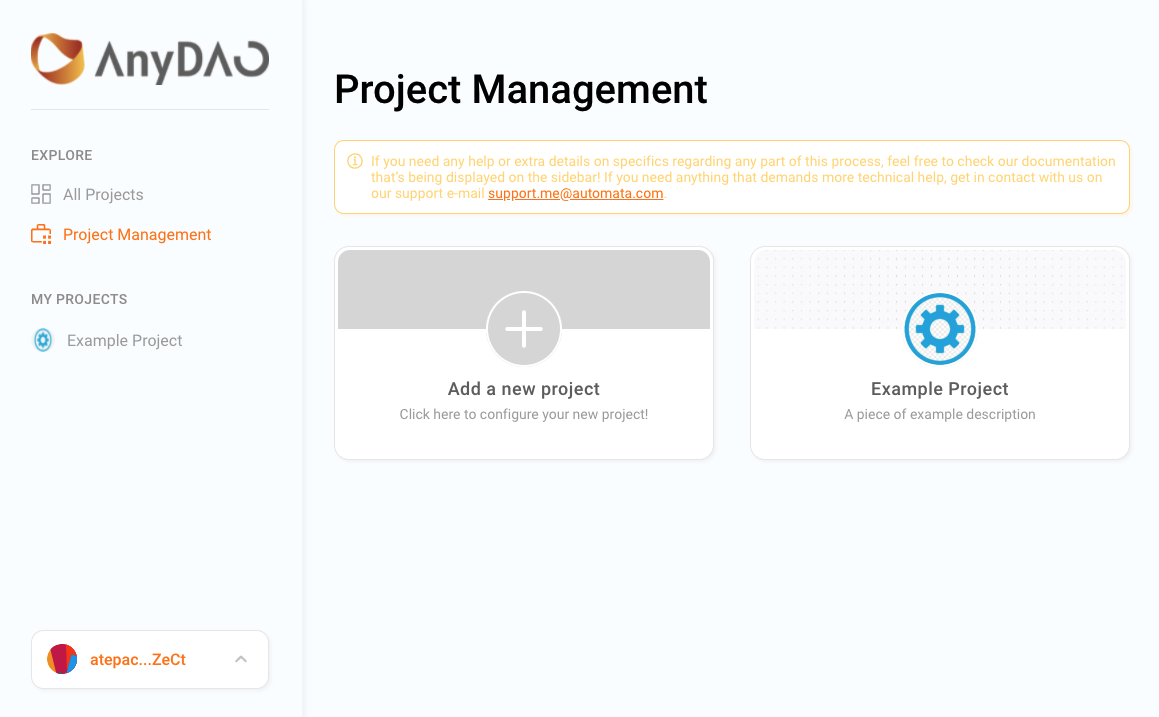 AnyDAO
EXPLORE
All Projects
Project Management
MY PROJECTS
Example Project
atepac...ZeCt
Project Management
If you need any help or extra details on specifics regarding any part of this process, feel free to check our documentation
that's being displayed on the sidebar! If you need anything that demands more technical help, get in contact with us on
our support e-mail support.me@automata.com.
Add a new project
Click here to configure your new project!
Example Project
A piece of example description